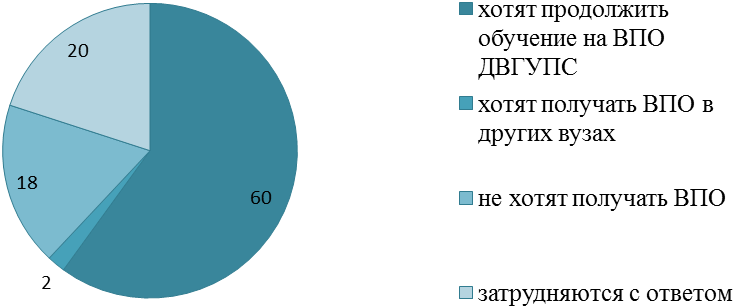 20
18
2
60
хотят продолжить
обучение на ВПО
ДВГУПС
хотят получать ВПО в
других вузах
не хотят получать ВПО
затрудняются с ответом